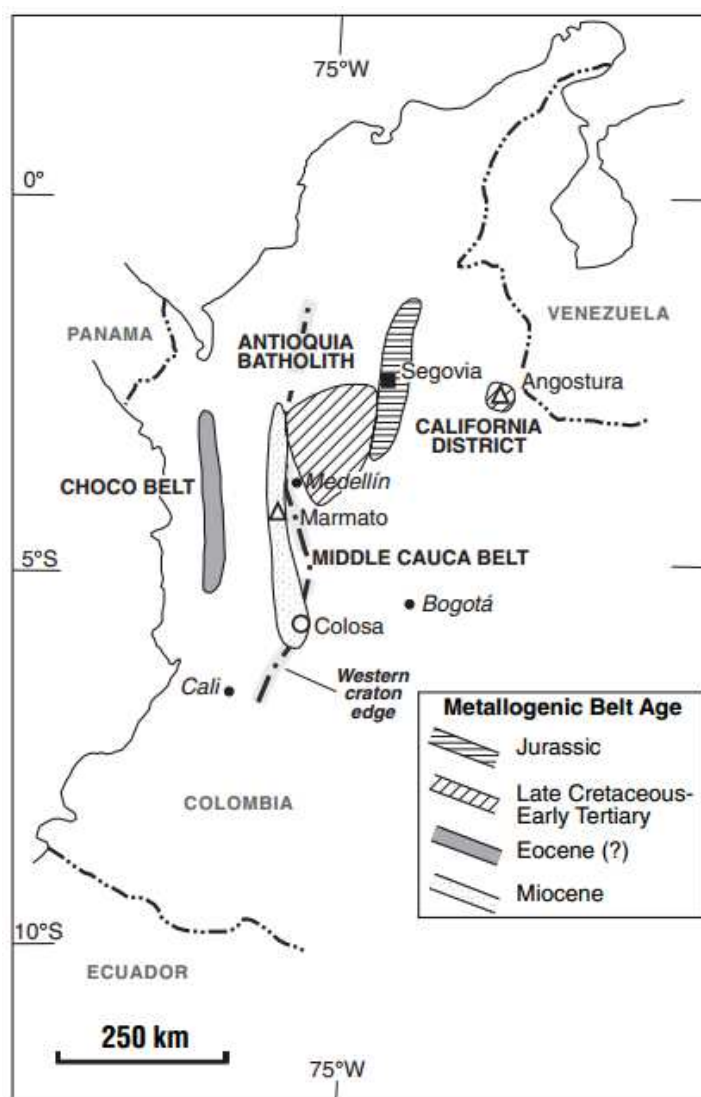 75°W
0°
PANAMA
VENEZUELA
ANTIOQUIA
BATHOLITH
Segovia
Angostura
CALIFORNIA
DISTRICT
CHOCO BELT
Medellín
Marmato
MIDDLE CAUCA BELT
5°S
Bogotá
Colosa
Western
craton
edge
Cali
Metallogenic Belt Age
Jurassic
Late Cretaceous-
Early Tertiary
Eocene (?)
Miocene
COLOMBIA
10°S
ECUADOR
250 km
75°W